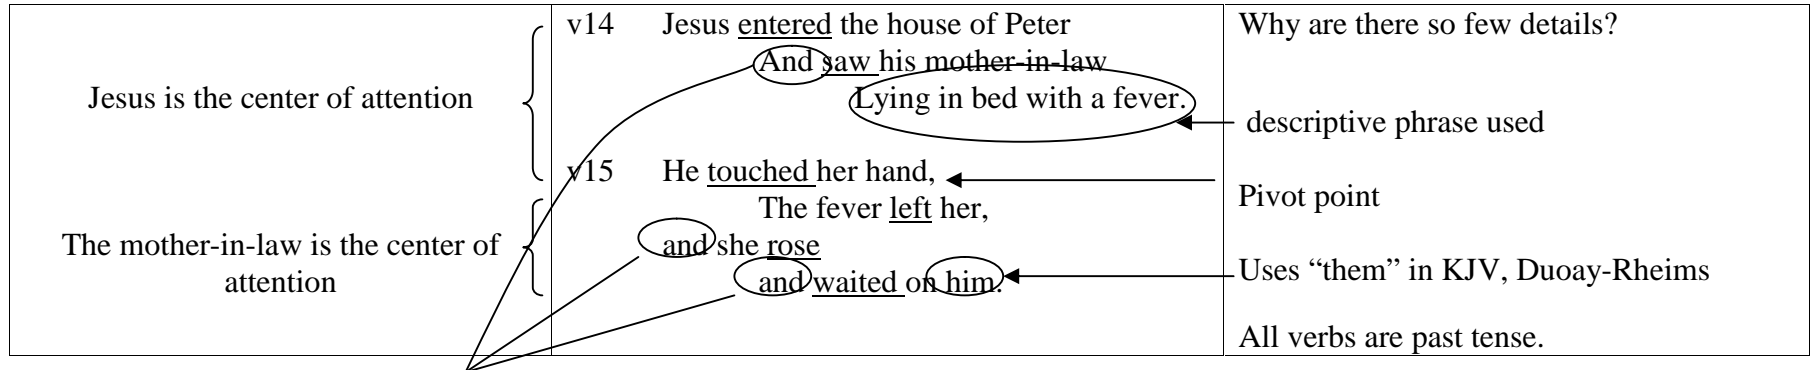 Jesus is the center of attention
The mother-in-law is the center of
attention
v14 Jesus entered the house of Peter
And saw his mother-in-law
Lying in bed with a fever.
v15 He touched her hand,
The fever left her,
and she rose
and waited on him.
Why are there so few details?
descriptive phrase used
Pivot point
Uses “them” in KJV, Duoay-Rheims
All verbs are past tense.